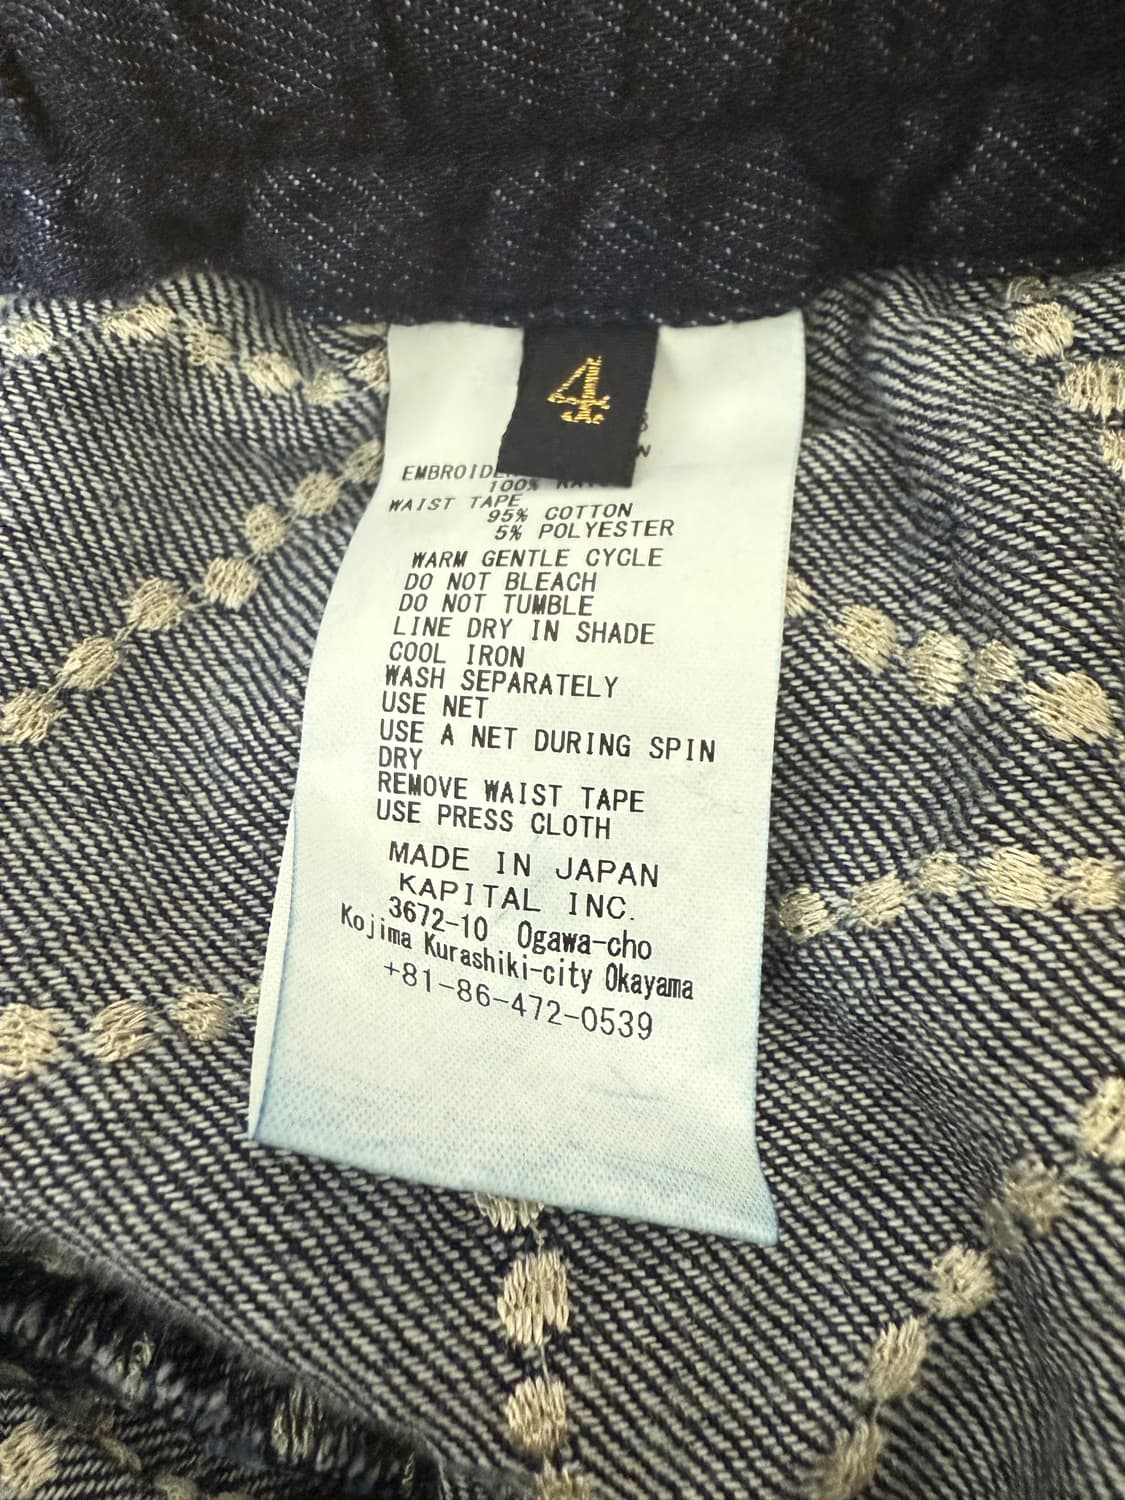 4
EMBROIDE
100%
WAIST TAPE
95% COTTON
5% POLYESTER
WARM GENTLE CYCLE
DO NOT BLEACH
DO NOT TUMBLE
LINE DRY IN SHADE
COOL IRON
WASH SEPARATELY
USE NET
USE A NET DURING SPIN
DRY
REMOVE WAIST TAPE
USE PRESS CLOTH
MADE IN JAPAN
KAPITAL INC.
3672-10 Ogawa-cho
Kojima Kurashiki-city Okayama
+81-86-472-0539